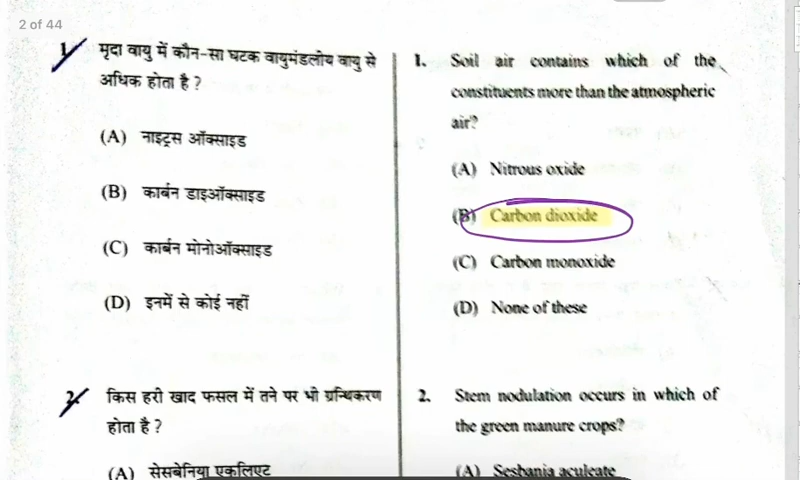 2 of 44
1. मृदा वायु में कौन-सा घटक वायुमंडलीय वायु से
अधिक होता है ?
(A) नाइट्रस ऑक्साइड
(B) कार्बन डाइऑक्साइड
(C) कार्बन मोनोऑक्साइड
(D) इनमें से कोई नहीं
2. किस हरी खाद फसल में तने पर भी ग्रन्थिकरण
होता है ?
(A) सेसबेनिया एकलिएट
1. Soil air contains which of the
constituents more than the atmospheric
air?
(A) Nitrous oxide
(B) Carbon dioxide
(C) Carbon monoxide
(D) None of these
2. Stem nodulation occurs in which of
the green manure crops?
(A) Sesbania aculeate